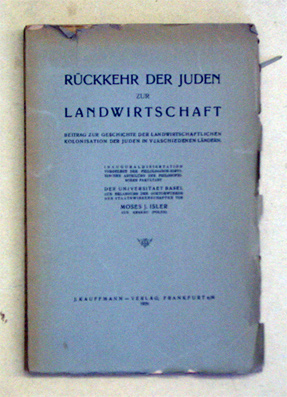 RÜCKKEHR DER JUDEN
ZUR
LANDWIRTSCHAFT
BEITRAG ZUR GESCHICHTE DER LANDWIRTSCHAFTLICHEN
KOLONISATION DER JUDEN IN VERSCHIEDENEN LÄNDERN.
INAUGURALDISSERTATION
DER UNIVERSITÄT BASEL
MOSES J. ISLER
J. KAUFFMANN – VERLAG, FRANKFURT a/M